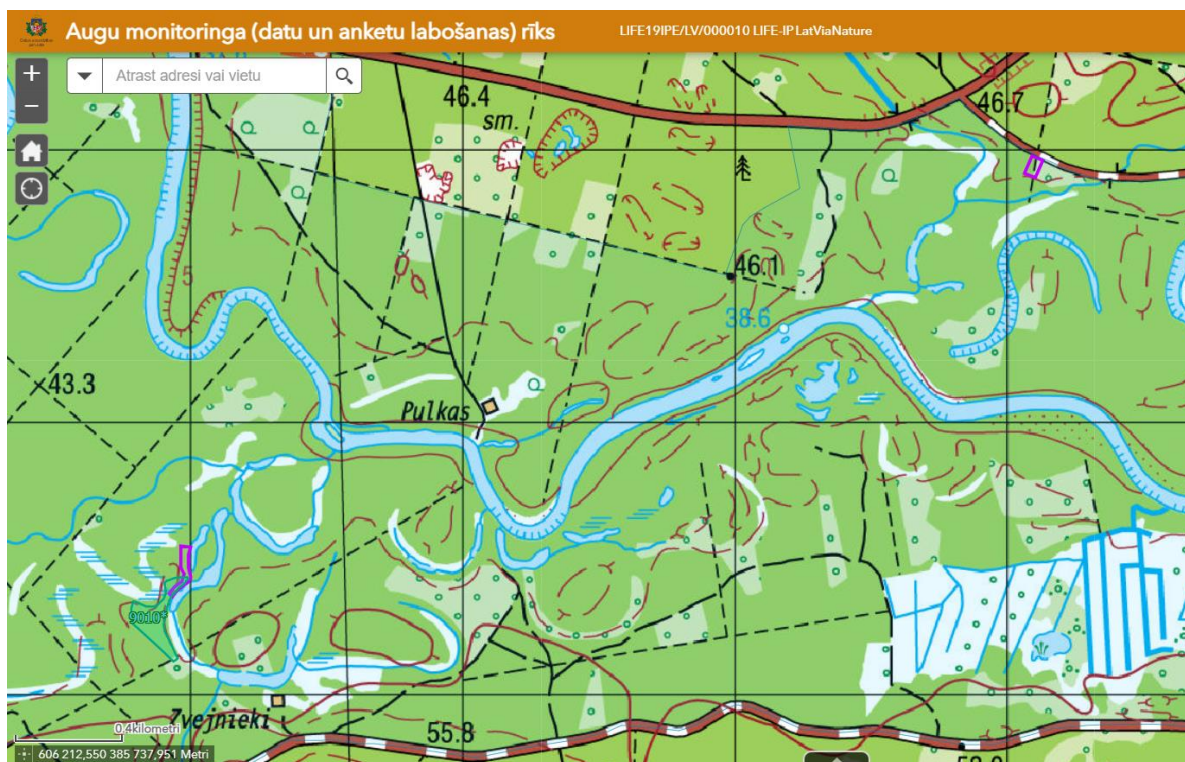 Augu monitoringa (datu un anketu labošanas) rīks
LIFE19IPE/LV/000010 LIFE-IPLatViaNature
+
Atrast adresi vai vietu
−
46.4
sm.
46.7
5
46.1
38.6
43.3
Pulkas
9010*
Zvejnieki
0,4kilometri
55.8
606 212,550 385 737,951 Metri